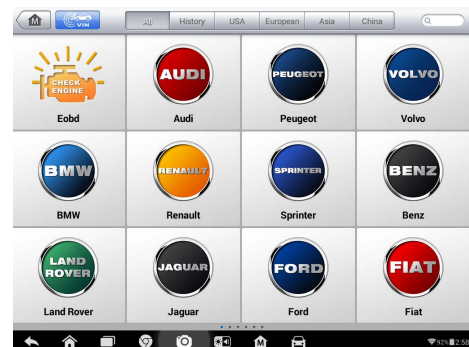 M VIN All History USA European Asia China
CHECK
ENGINE
AUDI PEUGEOT VOLVO
Eobd Audi Peugeot Volvo
BMW RENAULT SPRINTER BENZ
BMW Renault Sprinter Benz
LAND
ROVER
JAGUAR FORD FIAT
Land Rover Jaguar Ford Fiat
M 92% 2:58